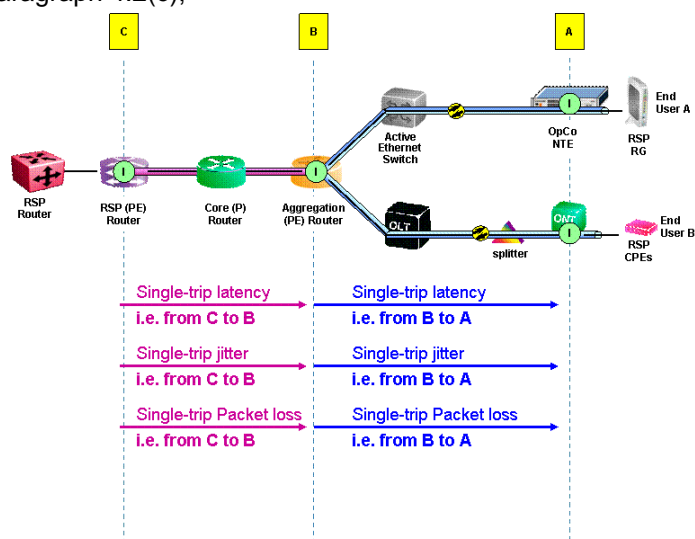 aragraph 4.2(c);
C
B
A
End
User A
Active
Ethernet
Switch
OpCo
NTE
RSP
RG
I
I
I
I
RSP
Router
RSP (PE)
Router
Core (P)
Router
Aggregation
(PE) Router
OLT
splitter
ONT
RSP
CPEs
End
User B
Single-trip latency
i.e. from C to B
Single-trip latency
i.e. from B to A
Single-trip jitter
i.e. from C to B
Single-trip jitter
i.e. from B to A
Single-trip Packet loss
i.e. from C to B
Single-trip Packet loss
i.e. from B to A